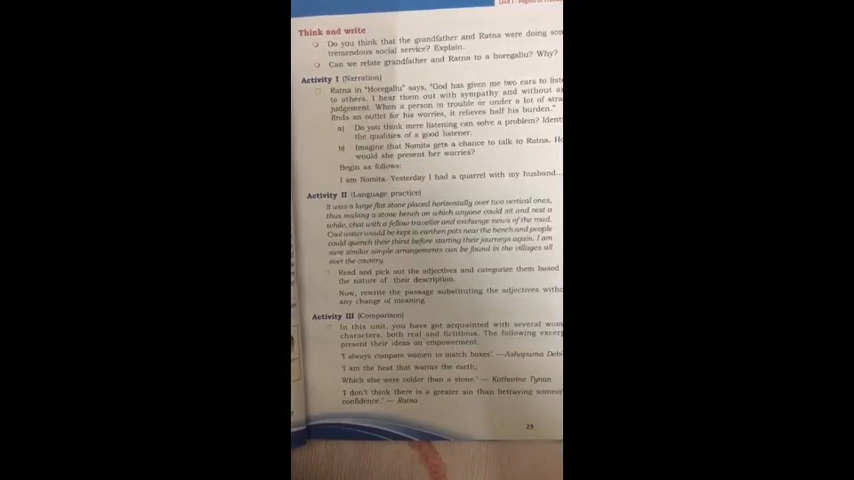 Think and write
Do you think that the grandfather and Ratna were doing som
tremendous social service? Explain.
Can we relate grandfather and Ratna to a horegallu? Why?
Activity I (Narration)
Ratna in "Horegallu" says, "God has given me two ears to liste
to others. I hear them out with sympathy and without a
judgement. When a person in trouble or under a lot of stra
finds an outlet for his worries, it relieves half his burden."
a) Do you think mere listening can solve a problem? Identi
the qualities of a good listener.
b) Imagine that Nomita gets a chance to talk to Ratna. Ho
would she present her worries?
Begin as follows:
I am Nomita. Yesterday I had a quarrel with my husband...
Activity II (Language practice)
It was a large flat stone placed horizontally over two vertical ones,
thus making a stone bench on which anyone could sit and rest a
while, chat with a fellow traveller and exchange news of the road.
Cool water would be kept in earthen pots near the bench and people
could quench their thirst before starting their journeys again. I am
sure similar simple arrangements can be found in the villages all
over the country.
Read and pick out the adjectives and categorize them based
the nature of their description.
Now, rewrite the passage substituting the adjectives witho
any change of meaning.
Activity III (Comparison)
In this unit, you have got acquainted with several wom
characters, both real and fictitious. The following excerp
present their ideas on empowerment.
'I always compare women to match boxes'. —Ashapurna Debi
'I am the heat that warms the earth,
Which else were colder than a stone.' — Katharine Tynan
'I don't think there is a greater sin than betraying someon
confidence.' — Ratna
29